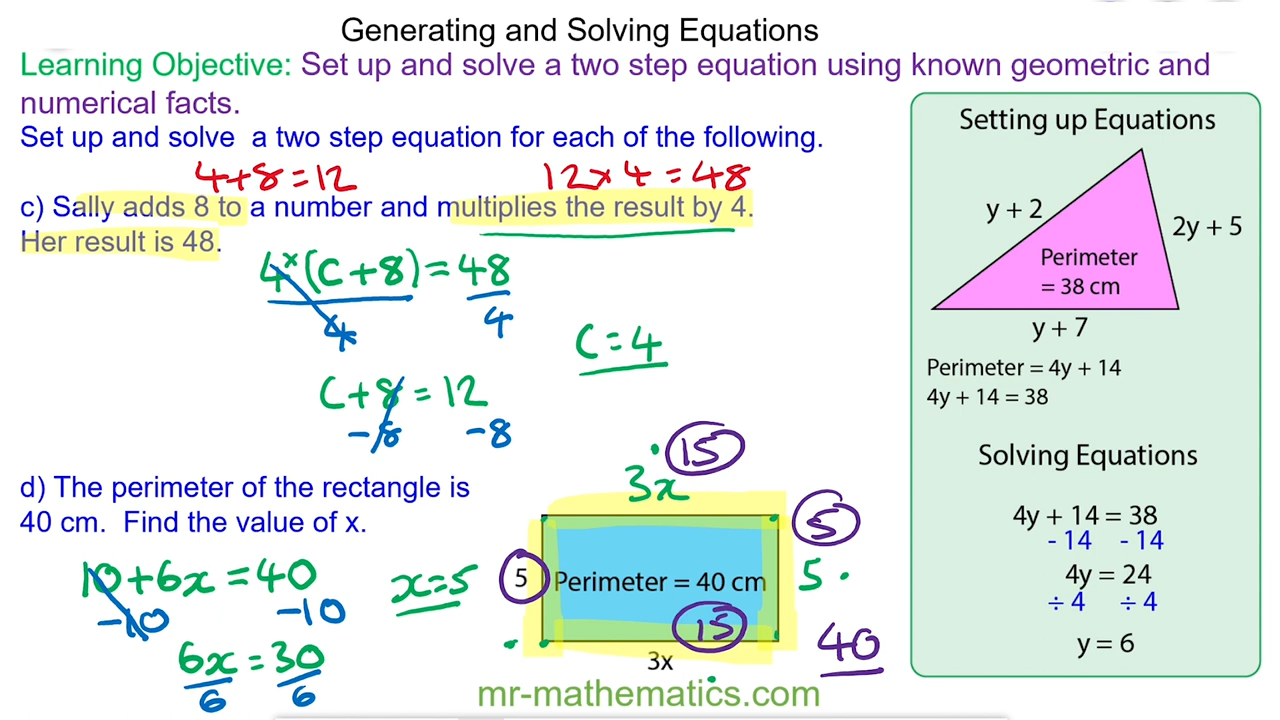 Generating and Solving Equations
Learning Objective: Set up and solve a two step equation using known geometric and
numerical facts.
Set up and solve  a two step equation for each of the following.
4+8=12
12×4=48
c) Sally adds 8 to a number and multiplies the result by 4.
Her result is 48.
4×(c+8)=48
4 4
c+8=12
-8 -8
c=4
d) The perimeter of the rectangle is
40 cm.  Find the value of x.
10+6x=40
-10 -10
6x=30
6 6
x=5
3x 15
5
5 Perimeter = 40 cm 5
15
3x
40
mr-mathematics.com
Setting up Equations
y + 2
2y + 5
Perimeter
= 38 cm
y + 7
Perimeter = 4y + 14
4y + 14 = 38
Solving Equations
4y + 14 = 38
- 14 - 14
4y = 24
÷ 4 ÷ 4
y = 6